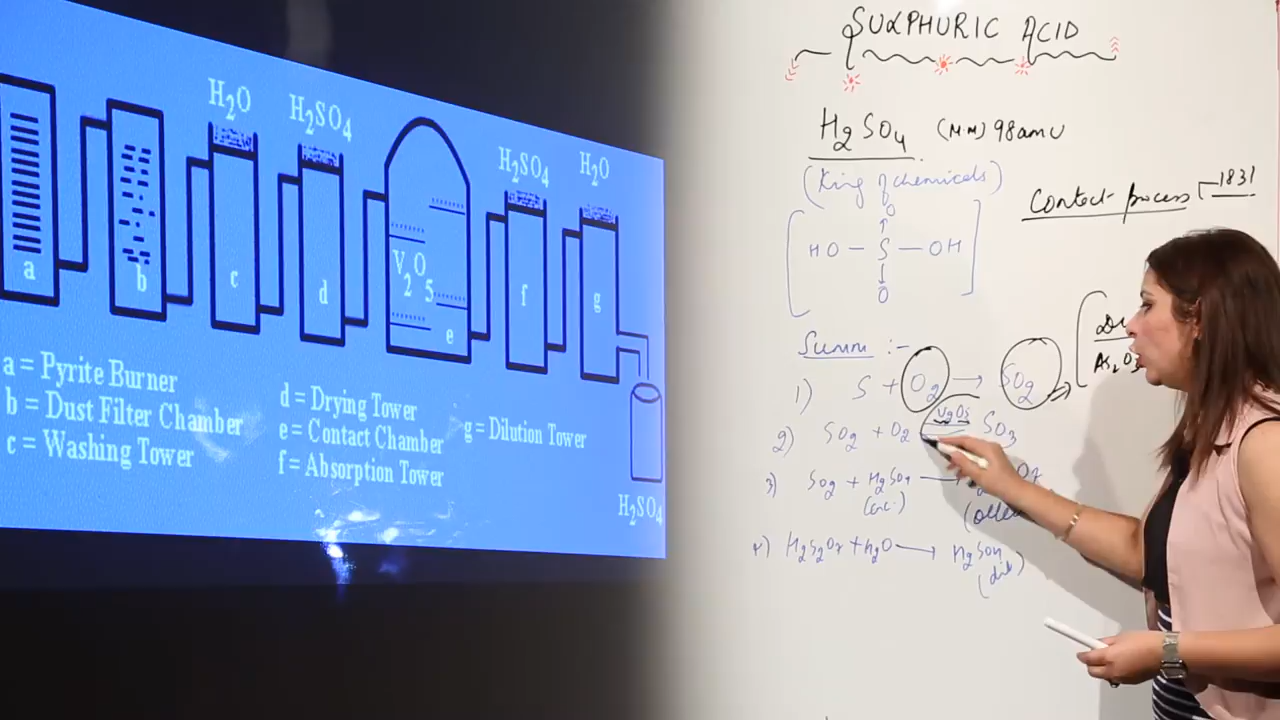 H2O
H2SO4
H2SO4
H2O
V2O5
a
b
c
d
e
f
g
a = Pyrite Burner
b = Dust Filter Chamber
c = Washing Tower
d = Drying Tower
e = Contact Chamber
f = Absorption Tower
g = Dilution Tower
H2SO4
SULPHURIC ACID
H2SO4 (M.M) 98amu
(King of chemicals)
Contact process 1831
O
HO — S — OH
O
Summ :-
1) S + O2 → SO2
As2O3
2) SO2 + O2 V2O5 SO3
3) SO2 + H2SO4 →
(Conc.)
4) H2S2O7 + H2O → H2SO4
(dil)